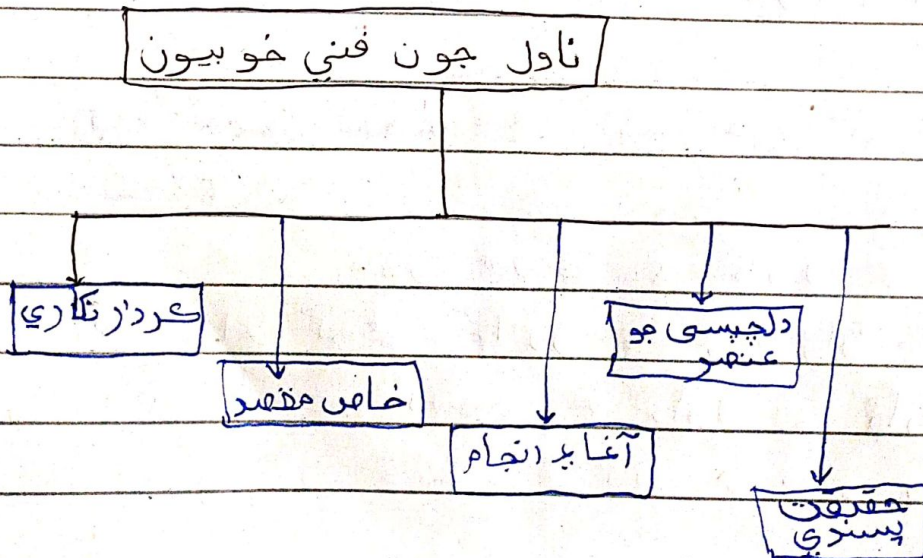 ناول جون فني خوبيون
ڪردار نگاري
خاص مقصد
آغاز ۽ انجام
دلچسپي جو
عنصر
حقيقت
پسندي